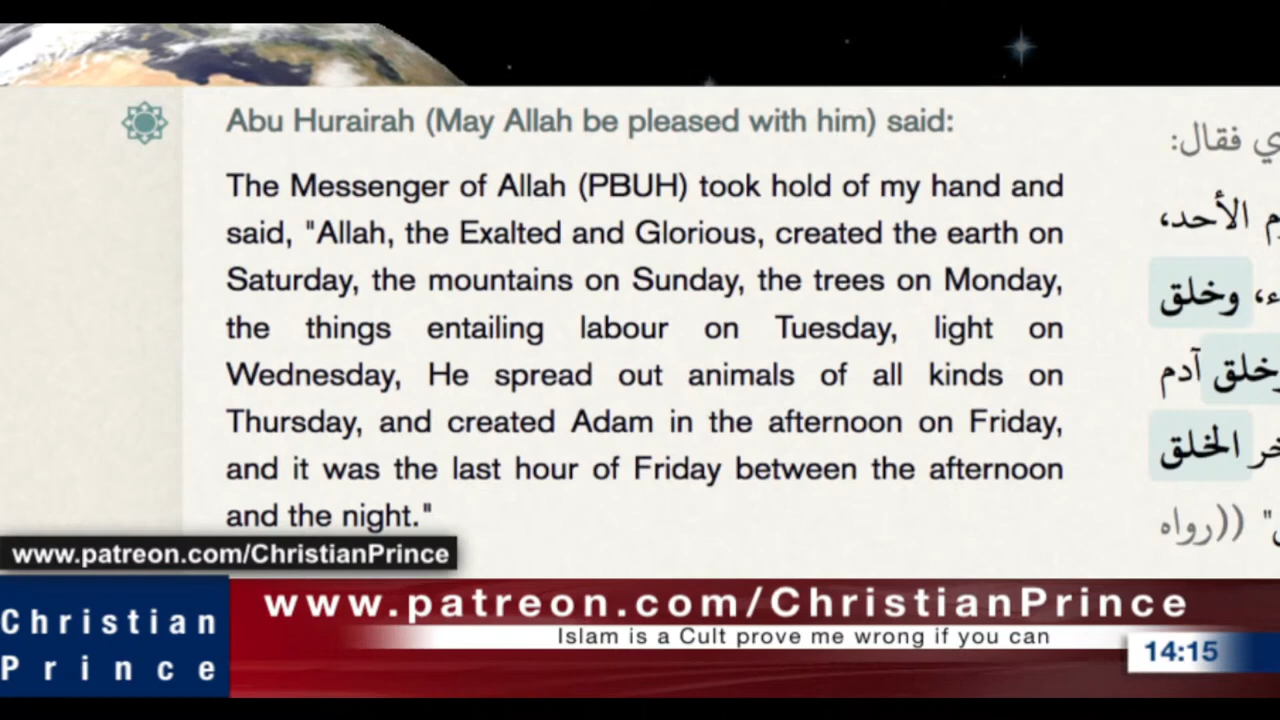 Abu Hurairah (May Allah be pleased with him) said:
The Messenger of Allah (PBUH) took hold of my hand and
said, "Allah, the Exalted and Glorious, created the earth on
Saturday, the mountains on Sunday, the trees on Monday,
the things entailing labour on Tuesday, light on
Wednesday, He spread out animals of all kinds on
Thursday, and created Adam in the afternoon on Friday,
and it was the last hour of Friday between the afternoon
and the night."
ي فقال:
م الأحد،
ء، وخلق
وخلق آدم
خر الخلق
" ((رواه
www.patreon.com/ChristianPrince
www.patreon.com/ChristianPrince
Islam is a Cult prove me wrong if you can
Christian
Prince
14:15